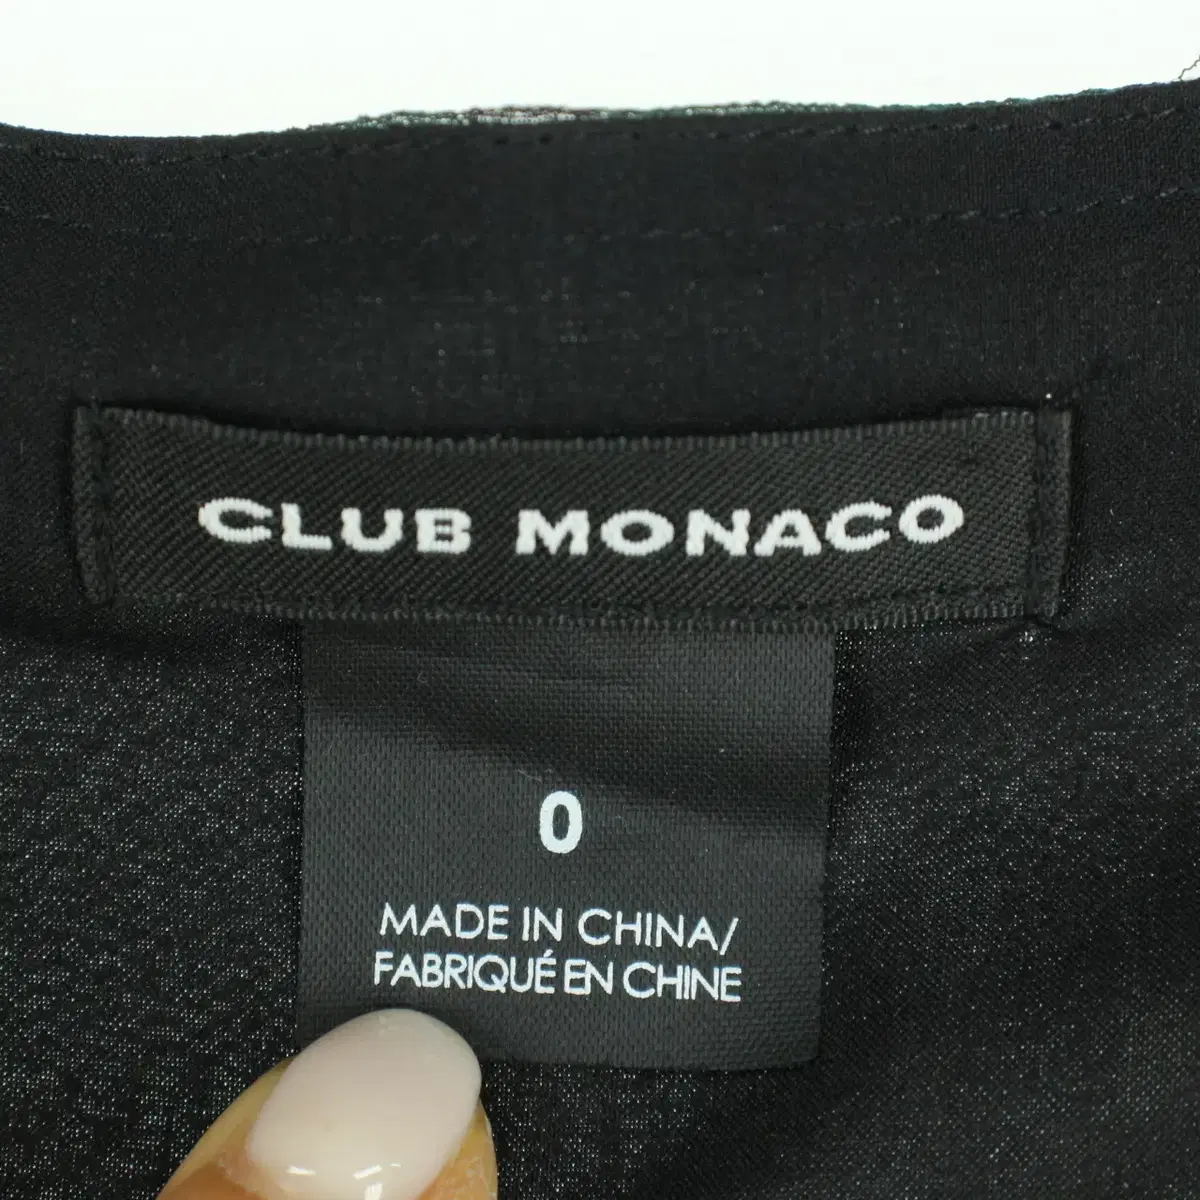 CLUB MONACO
0
MADE IN CHINA/
FABRIQUÉ EN CHINE